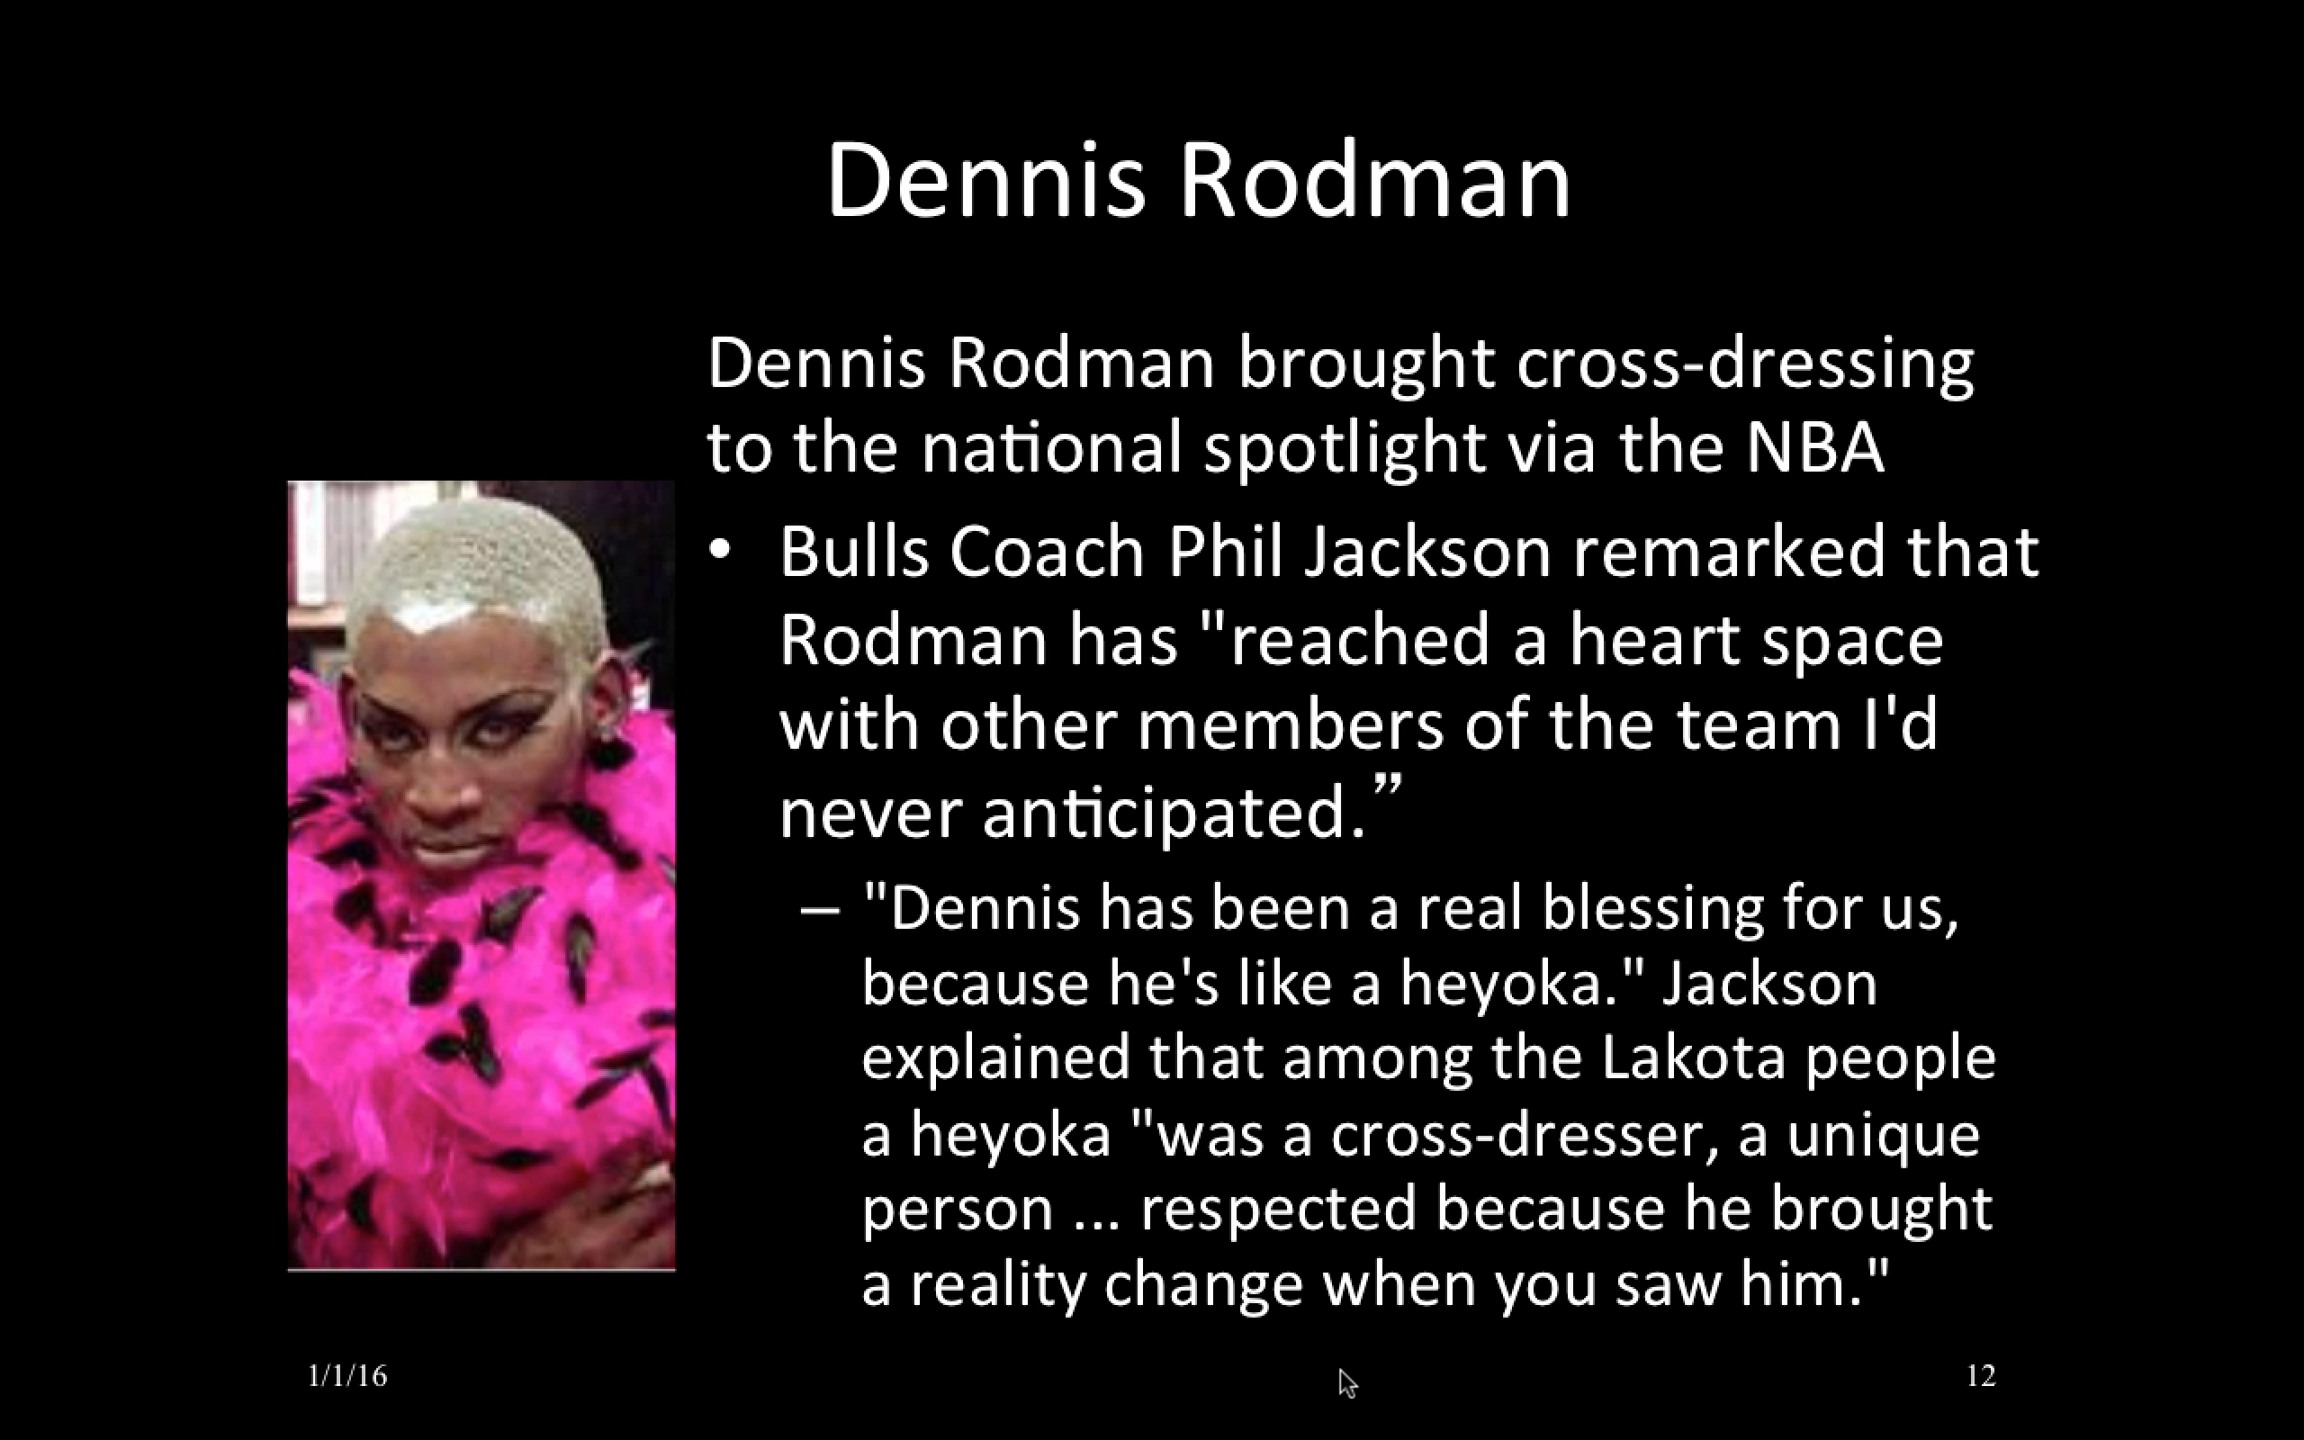 Dennis Rodman
Dennis Rodman brought cross-dressing
to the national spotlight via the NBA
• Bulls Coach Phil Jackson remarked that
Rodman has "reached a heart space
with other members of the team I'd
never anticipated.”
– "Dennis has been a real blessing for us,
because he's like a heyoka." Jackson
explained that among the Lakota people
a heyoka "was a cross-dresser, a unique
person ... respected because he brought
a reality change when you saw him."
1/1/16
12